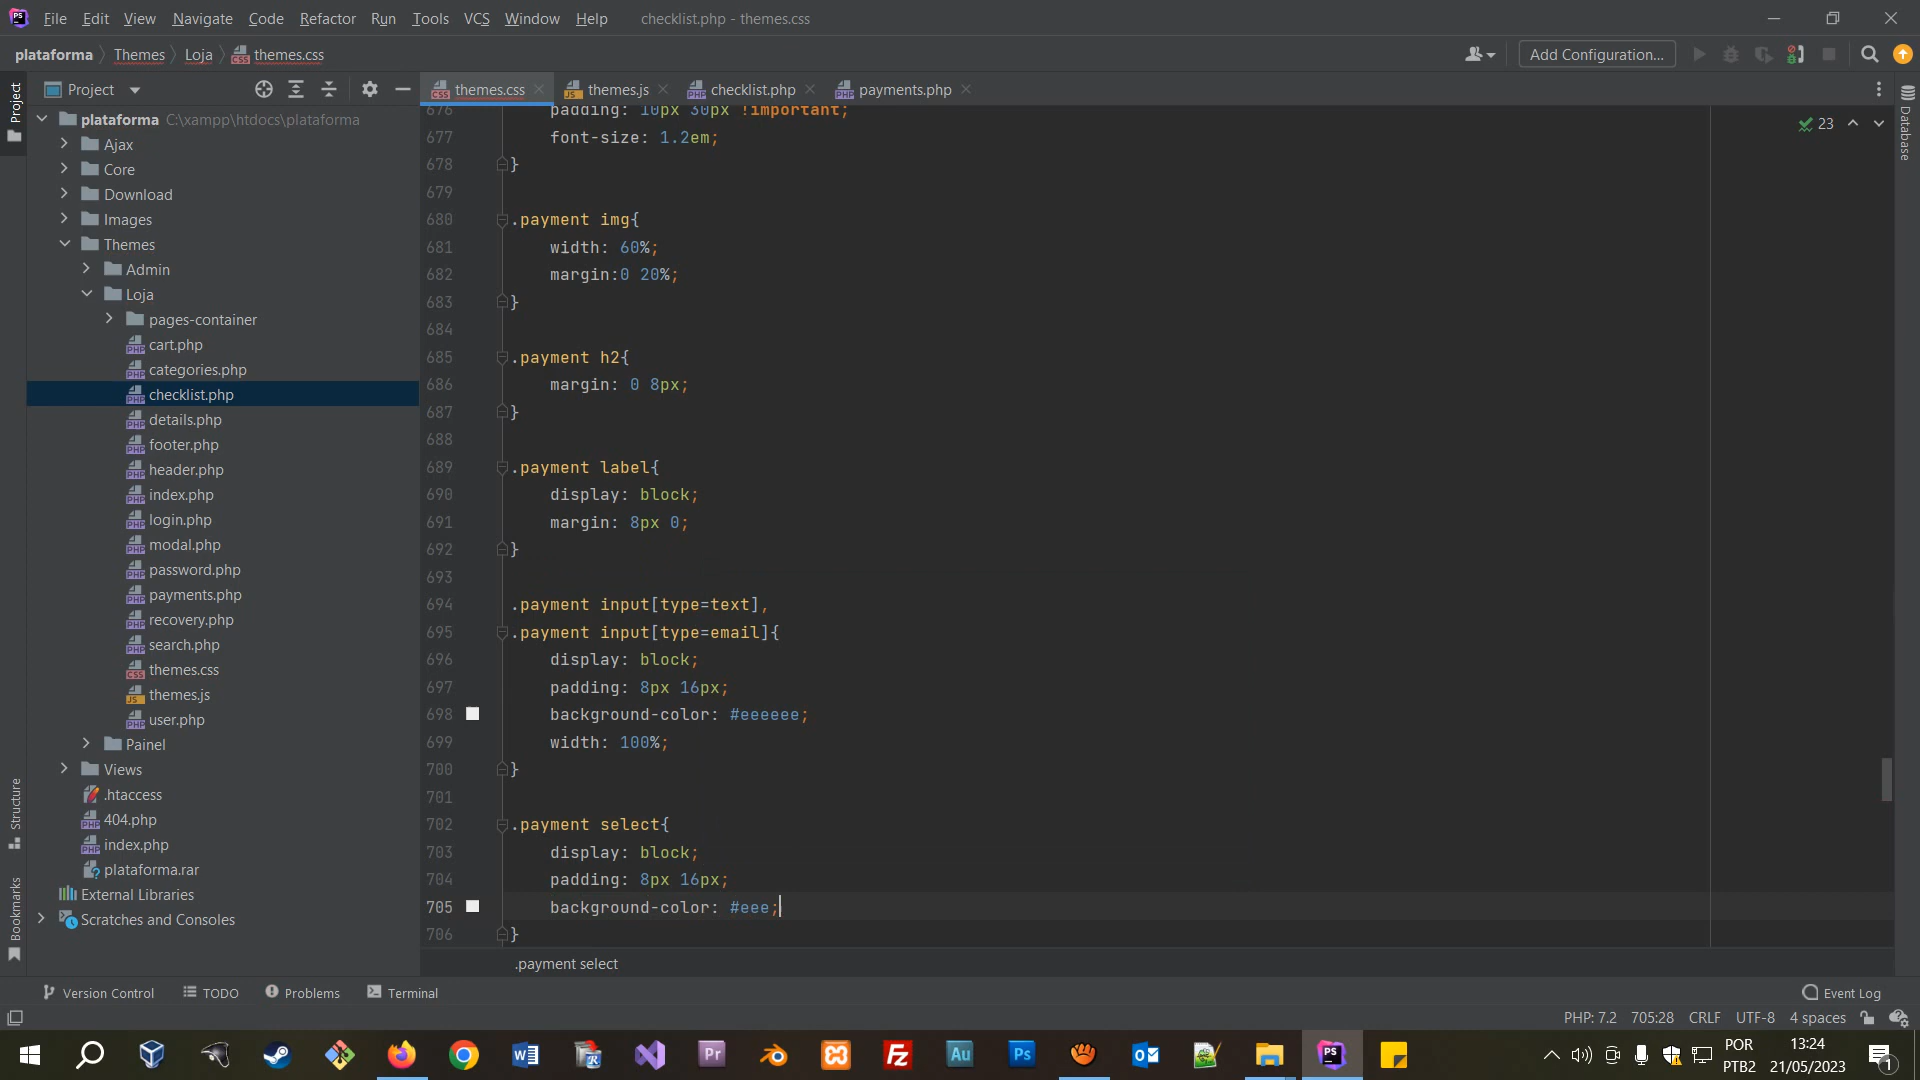 File Edit View Navigate Code Refactor Run Tools VCS Window Help checklist.php - themes.css
plataforma Themes Loja themes.css Add Configuration...
Project
Project
themes.css themes.js checklist.php payments.php
Database
plataforma C:\xampp\htdocs\plataforma
Ajax
Core
Download
Images
Themes
Admin
Loja
pages-container
cart.php
categories.php
checklist.php
details.php
footer.php
header.php
index.php
login.php
modal.php
password.php
payments.php
recovery.php
search.php
themes.css
themes.js
user.php
Painel
Views
.htaccess
404.php
index.php
plataforma.rar
External Libraries
Scratches and Consoles
Structure
Bookmarks
23
676 padding: 10px 30px !important;
677 font-size: 1.2em;
678 }
679
680 .payment img{
681 width: 60%;
682 margin:0 20%;
683 }
684
685 .payment h2{
686 margin: 0 8px;
687 }
688
689 .payment label{
690 display: block;
691 margin: 8px 0;
692 }
693
694 .payment input[type=text],
695 .payment input[type=email]{
696 display: block;
697 padding: 8px 16px;
698 background-color: #eeeeee;
699 width: 100%;
700 }
701
702 .payment select{
703 display: block;
704 padding: 8px 16px;
705 background-color: #eee;
706 }
.payment select
Version Control TODO Problems Terminal Event Log
PHP: 7.2 705:28 CRLF UTF-8 4 spaces
POR
PTB2
13:24
21/05/2023
1